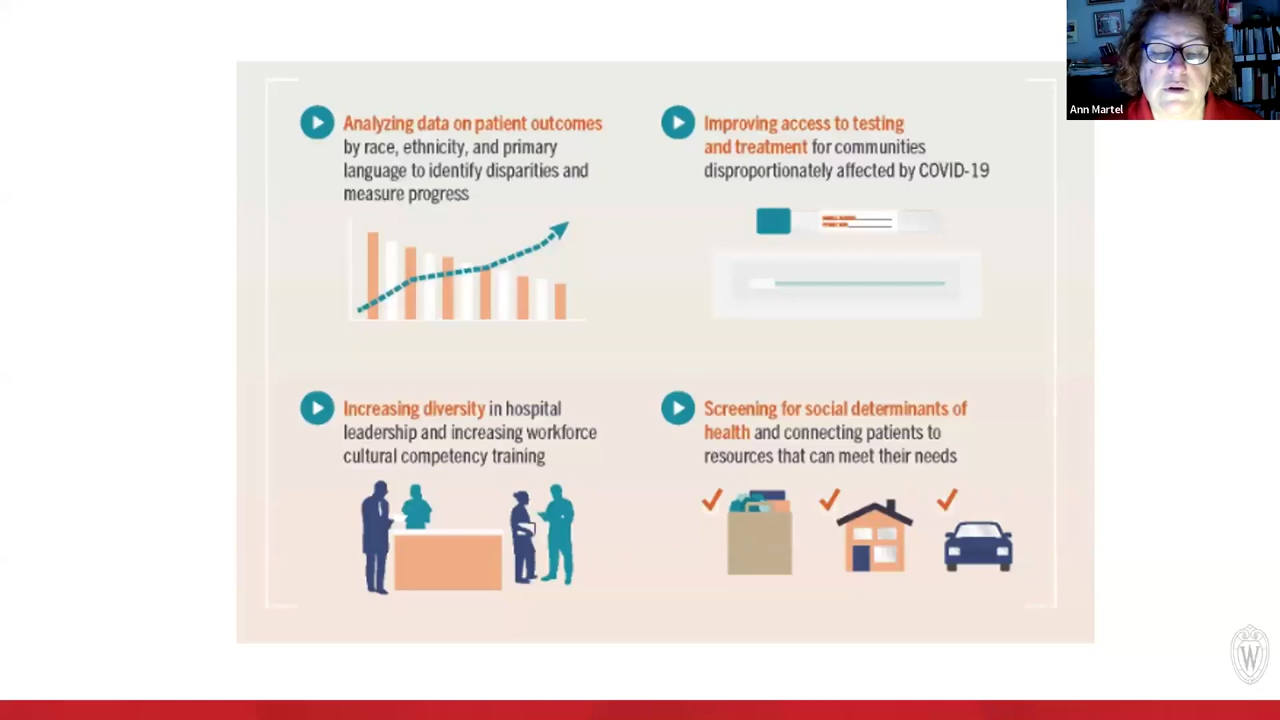 Analyzing data on patient outcomes
by race, ethnicity, and primary
language to identify disparities and
measure progress
Improving access to testing
and treatment for communities
disproportionately affected by COVID-19
Increasing diversity in hospital
leadership and increasing workforce
cultural competency training
Screening for social determinants of
health and connecting patients to
resources that can meet their needs
Ann Martel
W